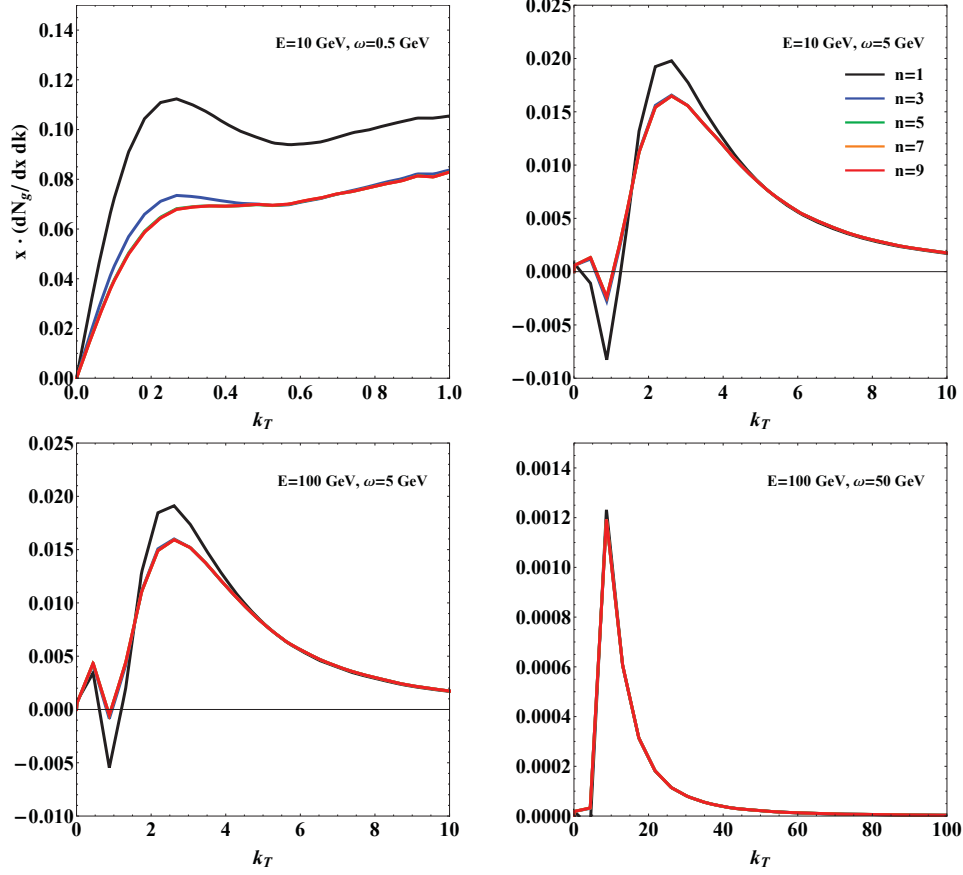 0.14
0.12
0.10
0.08
0.06
0.04
0.02
0.00
x · (dN_g/ dx dk)
E=10 GeV, ω=0.5 GeV
0.0 0 2 0.4 0.6 0 8 1.0
k_T
0.025
0.020
0.015
0.010
0.005
0.000
−0.005
−0.010
E=10 GeV, ω=5 GeV
n=1
n=3
n=5
n=7
n=9
0 2 4 6 8 10
k_T
0.025
0.020
0.015
0.010
0.005
0.000
−0.005
−0.010
E=100 GeV, ω=5 GeV
0 2 4 6 8 10
k_T
0.0014
0.0012
0.0010
0.0008
0.0006
0.0004
0.0002
0.0000
E=100 GeV, ω=50 GeV
0 20 40 60 80 100
k_T